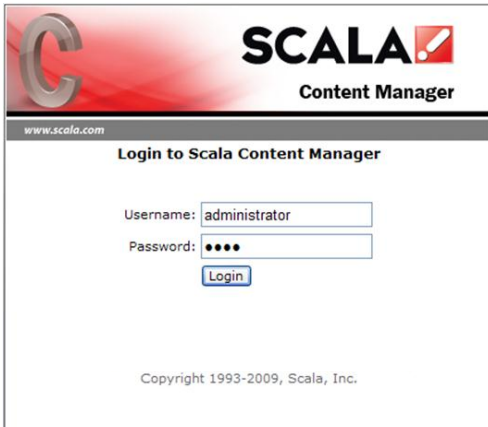 C
SCALA
Content Manager
www.scala.com
Login to Scala Content Manager
Username: administrator
Password: ●●●●
Login
Copyright 1993-2009, Scala, Inc.